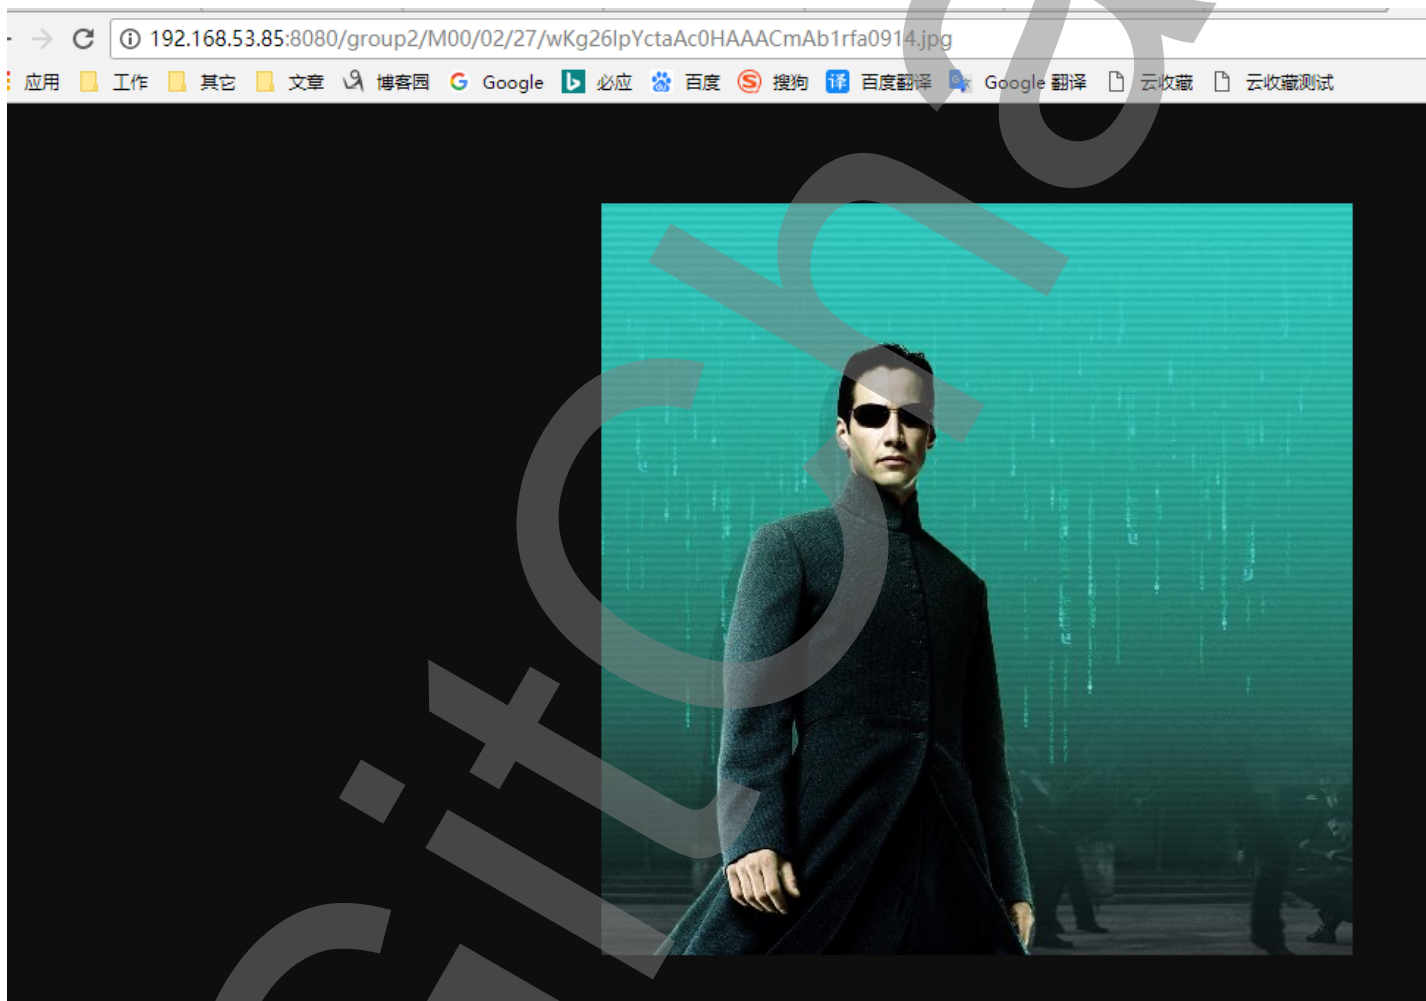 192.168.53.85:8080/group2/M00/02/27/wKg26IpYctaAc0HAAACmAb1rfa0914.jpg
应用 工作 其它 文章 博客园 Google 必应 百度 搜狗 百度翻译 Google 翻译 云收藏 云收藏测试